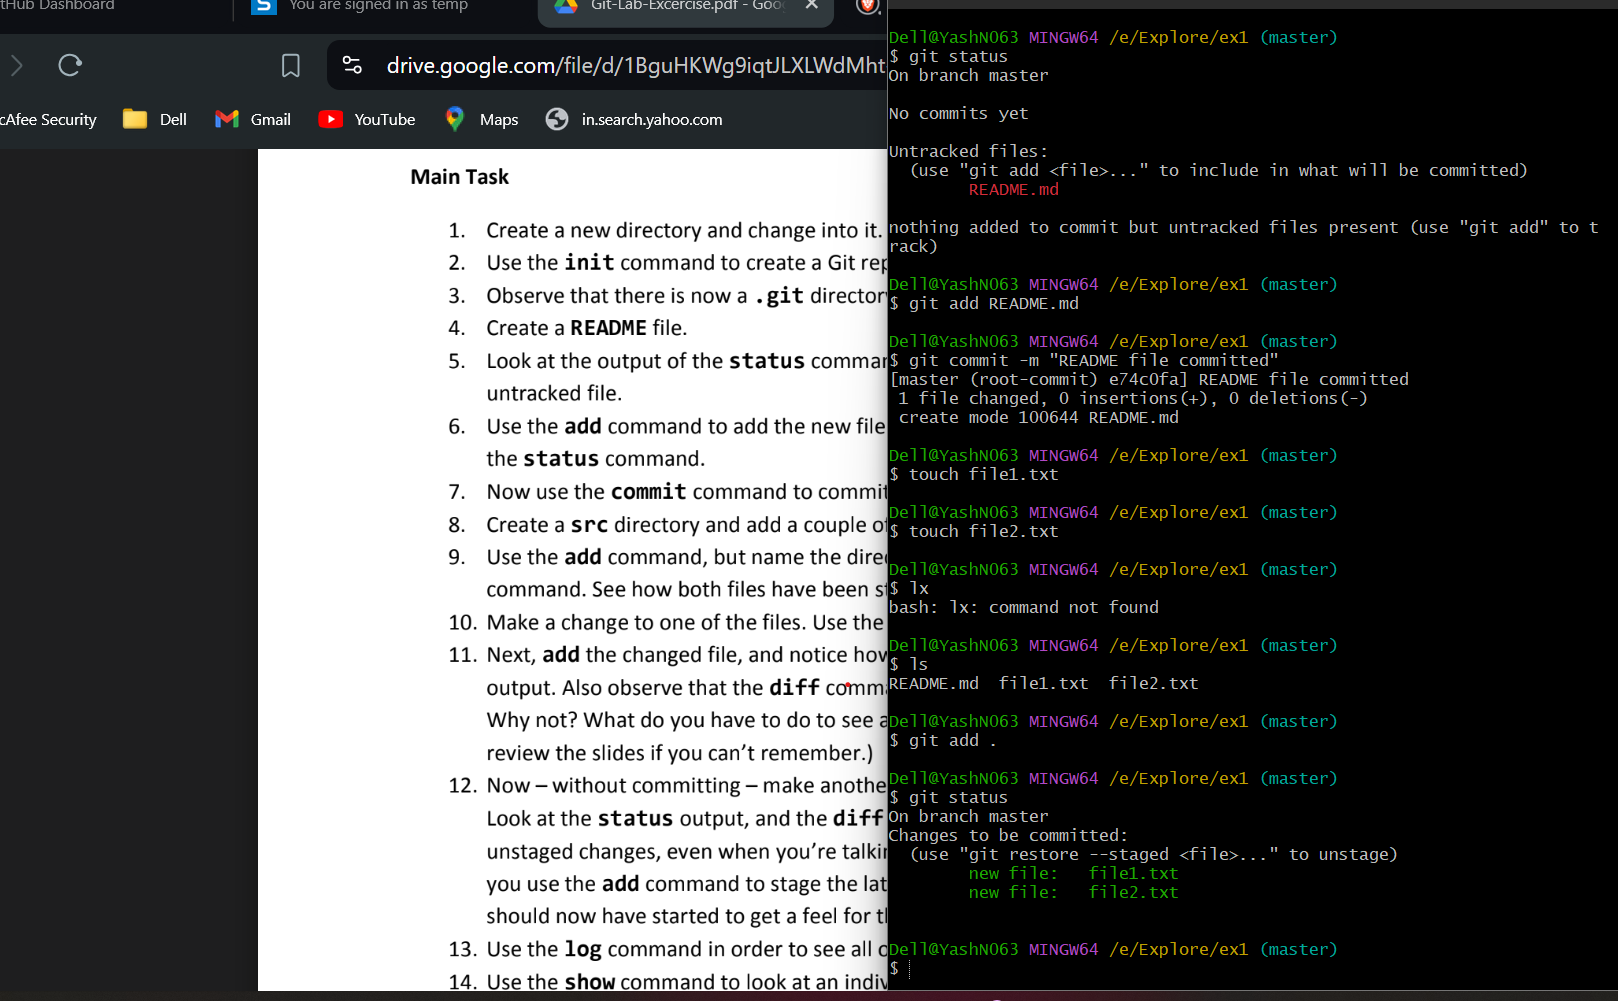 tHub Dashboard
S You are signed in as temp
Git-Lab-Excercise.pdf - Goo
drive.google.com/file/d/1BguHKWg9iqtJLXLWdMht
cAfee Security
Dell
Gmail
YouTube
Maps
in.search.yahoo.com
Main Task
1. Create a new directory and change into it.
2. Use the init command to create a Git rep
3. Observe that there is now a .git director
4. Create a README file.
5. Look at the output of the status comman
untracked file.
6. Use the add command to add the new file
the status command.
7. Now use the commit command to commit
8. Create a src directory and add a couple of
9. Use the add command, but name the dire
command. See how both files have been st
10. Make a change to one of the files. Use the
11. Next, add the changed file, and notice how
output. Also observe that the diff comma
Why not? What do you have to do to see a
review the slides if you can't remember.)
12. Now – without committing – make anothe
Look at the status output, and the diff
unstaged changes, even when you're talkin
you use the add command to stage the lat
should now have started to get a feel for th
13. Use the log command in order to see all o
14. Use the show command to look at an indiv
Dell@YashNO63 MINGW64 /e/Explore/ex1 (master)
$ git status
On branch master
No commits yet
Untracked files:
(use "git add <file>..." to include in what will be committed)
README.md
nothing added to commit but untracked files present (use "git add" to t
rack)
Dell@YashNO63 MINGW64 /e/Explore/ex1 (master)
$ git add README.md
Dell@YashNO63 MINGW64 /e/Explore/ex1 (master)
$ git commit -m "README file committed"
[master (root-commit) e74c0fa] README file committed
1 file changed, 0 insertions(+), 0 deletions(-)
create mode 100644 README.md
Dell@YashNO63 MINGW64 /e/Explore/ex1 (master)
$ touch file1.txt
Dell@YashNO63 MINGW64 /e/Explore/ex1 (master)
$ touch file2.txt
Dell@YashNO63 MINGW64 /e/Explore/ex1 (master)
$ lx
bash: lx: command not found
Dell@YashNO63 MINGW64 /e/Explore/ex1 (master)
$ ls
README.md file1.txt file2.txt
Dell@YashNO63 MINGW64 /e/Explore/ex1 (master)
$ git add .
Dell@YashNO63 MINGW64 /e/Explore/ex1 (master)
$ git status
On branch master
Changes to be committed:
(use "git restore --staged <file>..." to unstage)
new file: file1.txt
new file: file2.txt
Dell@YashNO63 MINGW64 /e/Explore/ex1 (master)
$